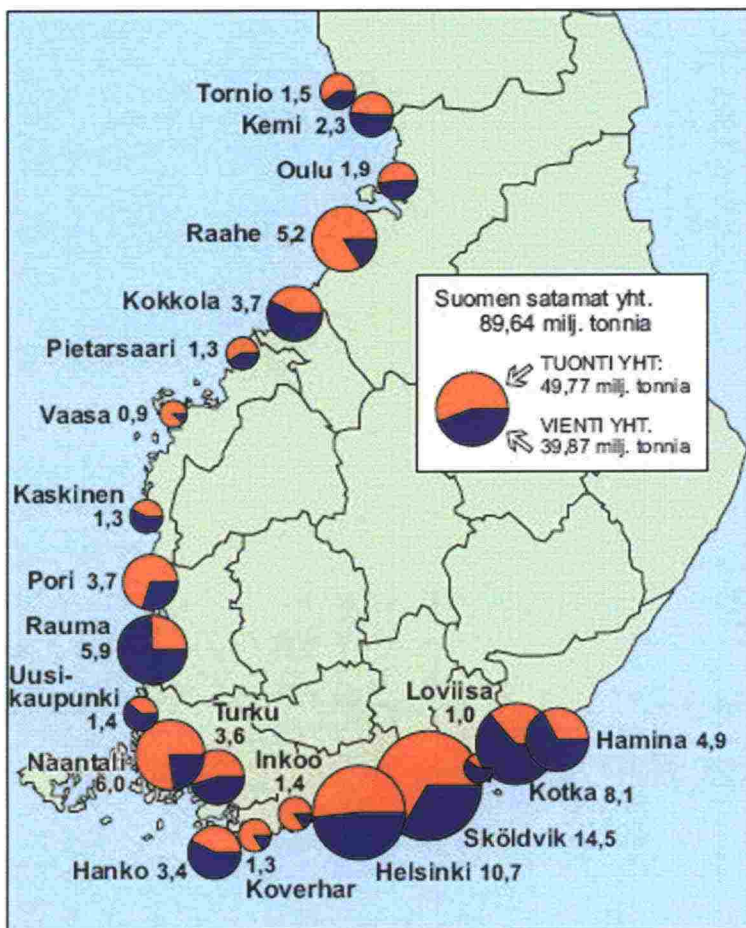 Tornio 1,5
Kemi 2,3
Oulu 1,9
Raahe 5,2
Kokkola 3,7
Pietarsaari 1,3
Vaasa 0,9
Kaskinen
1,3
Pori 3,7
Rauma
5,9
Uusi-
kaupunki
1,4
Naantali
6,0
Turku
3,6
Inkoo
1,4
Hanko 3,4
1,3
Koverhar
Helsinki 10,7
Sköldvik 14,5
Loviisa
1,0
Kotka 8,1
Hamina 4,9
Suomen satamat yht.
89,64 milj. tonnia
TUONTI YHT:
49,77 milj. tonnia
VIENTI YHT.
39,87 milj. tonnia